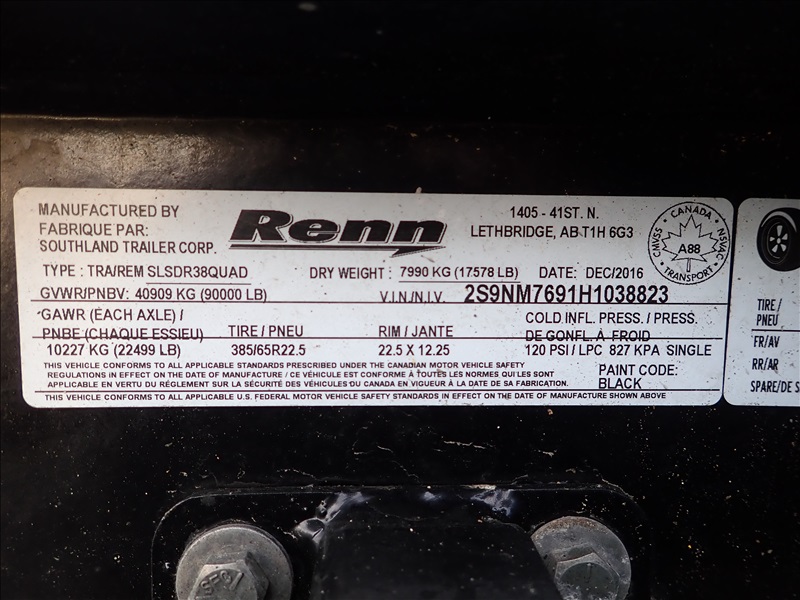 MANUFACTURED BY
FABRIQUE PAR:
SOUTHLAND TRAILER CORP.
Renn
1405 - 41ST. N.
LETHBRIDGE, AB T1H 6G3
CANADA
CMVSS
NSVAC
A88
TRANSPORT
TYPE : TRA/REM SLSDR38QUAD
DRY WEIGHT : 7990 KG (17578 LB)
DATE: DEC/2016
GVWR/PNBV: 40909 KG (90000 LB)
V.I.N./N.I.V. 2S9NM7691H1038823
GAWR (EACH AXLE) /
PNBE (CHAQUE ESSIEU)
10227 KG (22499 LB)
TIRE / PNEU
385/65R22.5
RIM / JANTE
22.5 X 12.25
COLD INFL. PRESS. / PRESS.
DE GONFL. À FROID
120 PSI / LPC 827 KPA SINGLE
THIS VEHICLE CONFORMS TO ALL APPLICABLE STANDARDS PRESCRIBED UNDER THE CANADIAN MOTOR VEHICLE SAFETY
REGULATIONS IN EFFECT ON THE DATE OF MANUFACTURE / CE VÉHICULE EST CONFORME À TOUTES LES NORMES QUI LUI SONT
APPLICABLE EN VERTU DU RÉGLEMENT SUR LA SÉCURITÉ DES VÉHICULES DU CANADA EN VIGUEUR À LA DATE DE SA FABRICATION.
PAINT CODE:
BLACK
THIS VEHICLE CONFORMS TO ALL APPLICABLE U.S. FEDERAL MOTOR VEHICLE SAFETY STANDARDS IN EFFECT ON THE DATE OF MANUFACTURE SHOWN ABOVE
TIRE /
PNEU
FR/AV
RR/AR
SPARE/DE S